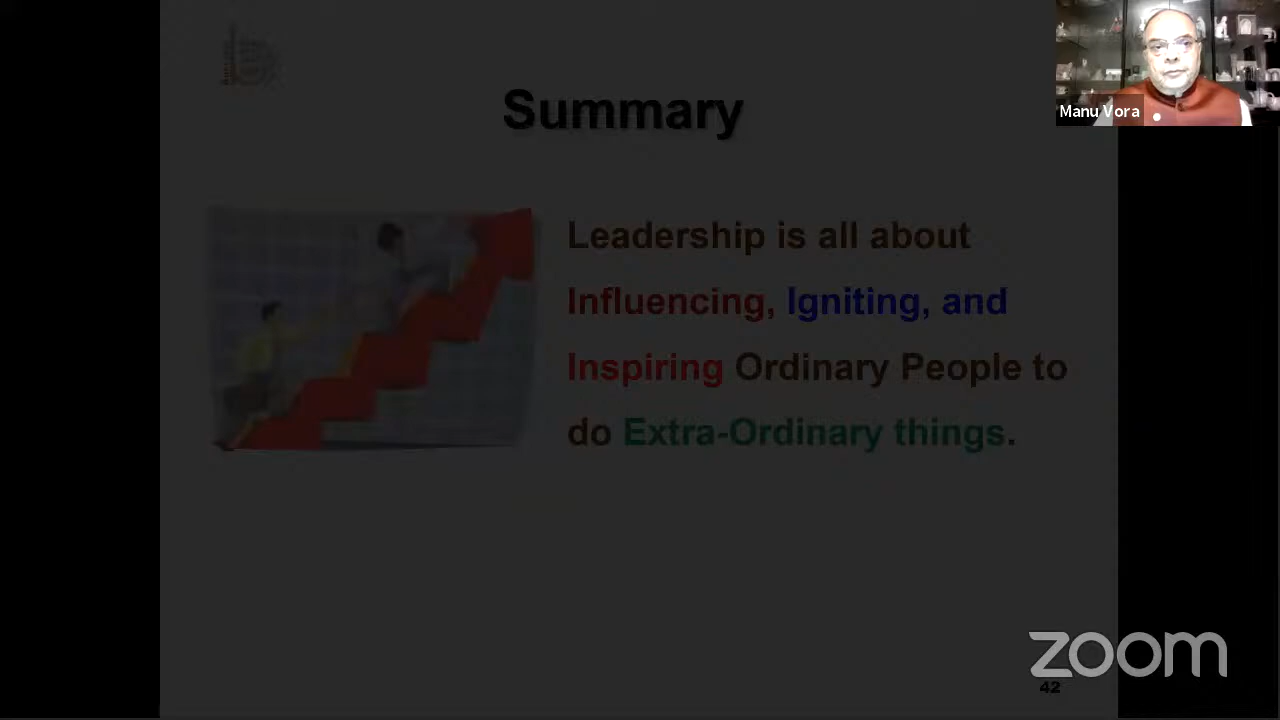 Manu Vora
Summary
Leadership is all about
Influencing, Igniting, and
Inspiring Ordinary People to
do Extra-Ordinary things.
zoom
42